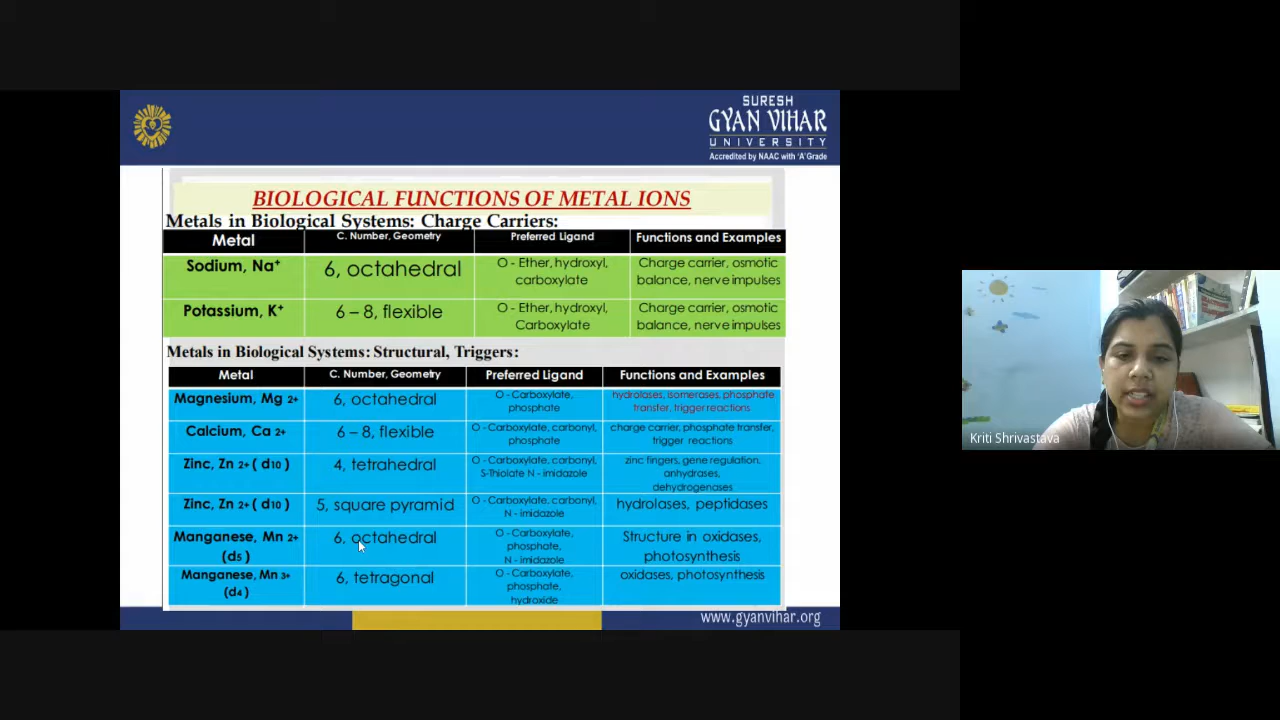 SURESH
GYAN VIHAR
UNIVERSITY
Accredited by NAAC with 'A' Grade
BIOLOGICAL FUNCTIONS OF METAL IONS
Metals in Biological Systems: Charge Carriers:
Metal C. Number, Geometry Preferred Ligand Functions and Examples
Sodium, Na+ 6, octahedral O - Ether, hydroxyl, Charge carrier, osmotic
carboxylate balance, nerve impulses
Potassium, K+ 6 – 8, flexible O - Ether, hydroxyl, Charge carrier, osmotic
Carboxylate balance, nerve impulses
Metals in Biological Systems: Structural, Triggers:
Metal C. Number, Geometry Preferred Ligand Functions and Examples
Magnesium, Mg 2+ 6, octahedral O - Carboxylate, hydrolases, isomerases, phosphate
phosphate transfer, trigger reactions
Calcium, Ca 2+ 6 – 8, flexible O - Carboxylate, carbonyl, charge carrier, phosphate transfer,
phosphate trigger reactions
Zinc, Zn 2+ ( d10 ) 4, tetrahedral O - Carboxylate, carbonyl, zinc fingers, gene regulation,
S-Thiolate N - imidazole anhydrases,
dehydrogenases
Zinc, Zn 2+ ( d10 ) 5, square pyramid O - Carboxylate, carbonyl, hydrolases, peptidases
N - imidazole
Manganese, Mn 2+ 6, octahedral O - Carboxylate, Structure in oxidases,
(d5 ) phosphate, photosynthesis
N - imidazole
Manganese, Mn 3+ 6, tetragonal O - Carboxylate, oxidases, photosynthesis
(d4 ) phosphate,
hydroxide
www.gyanvihar.org
Kriti Shrivastava